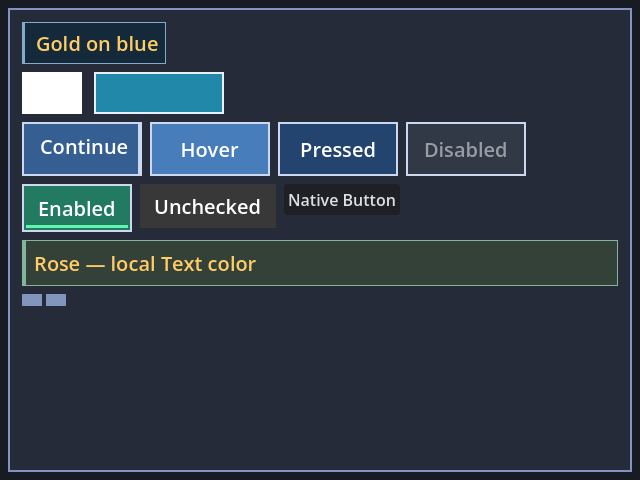 Gold on blue
Continue Hover Pressed Disabled
Enabled Unchecked Native Button
Rose — local Text color